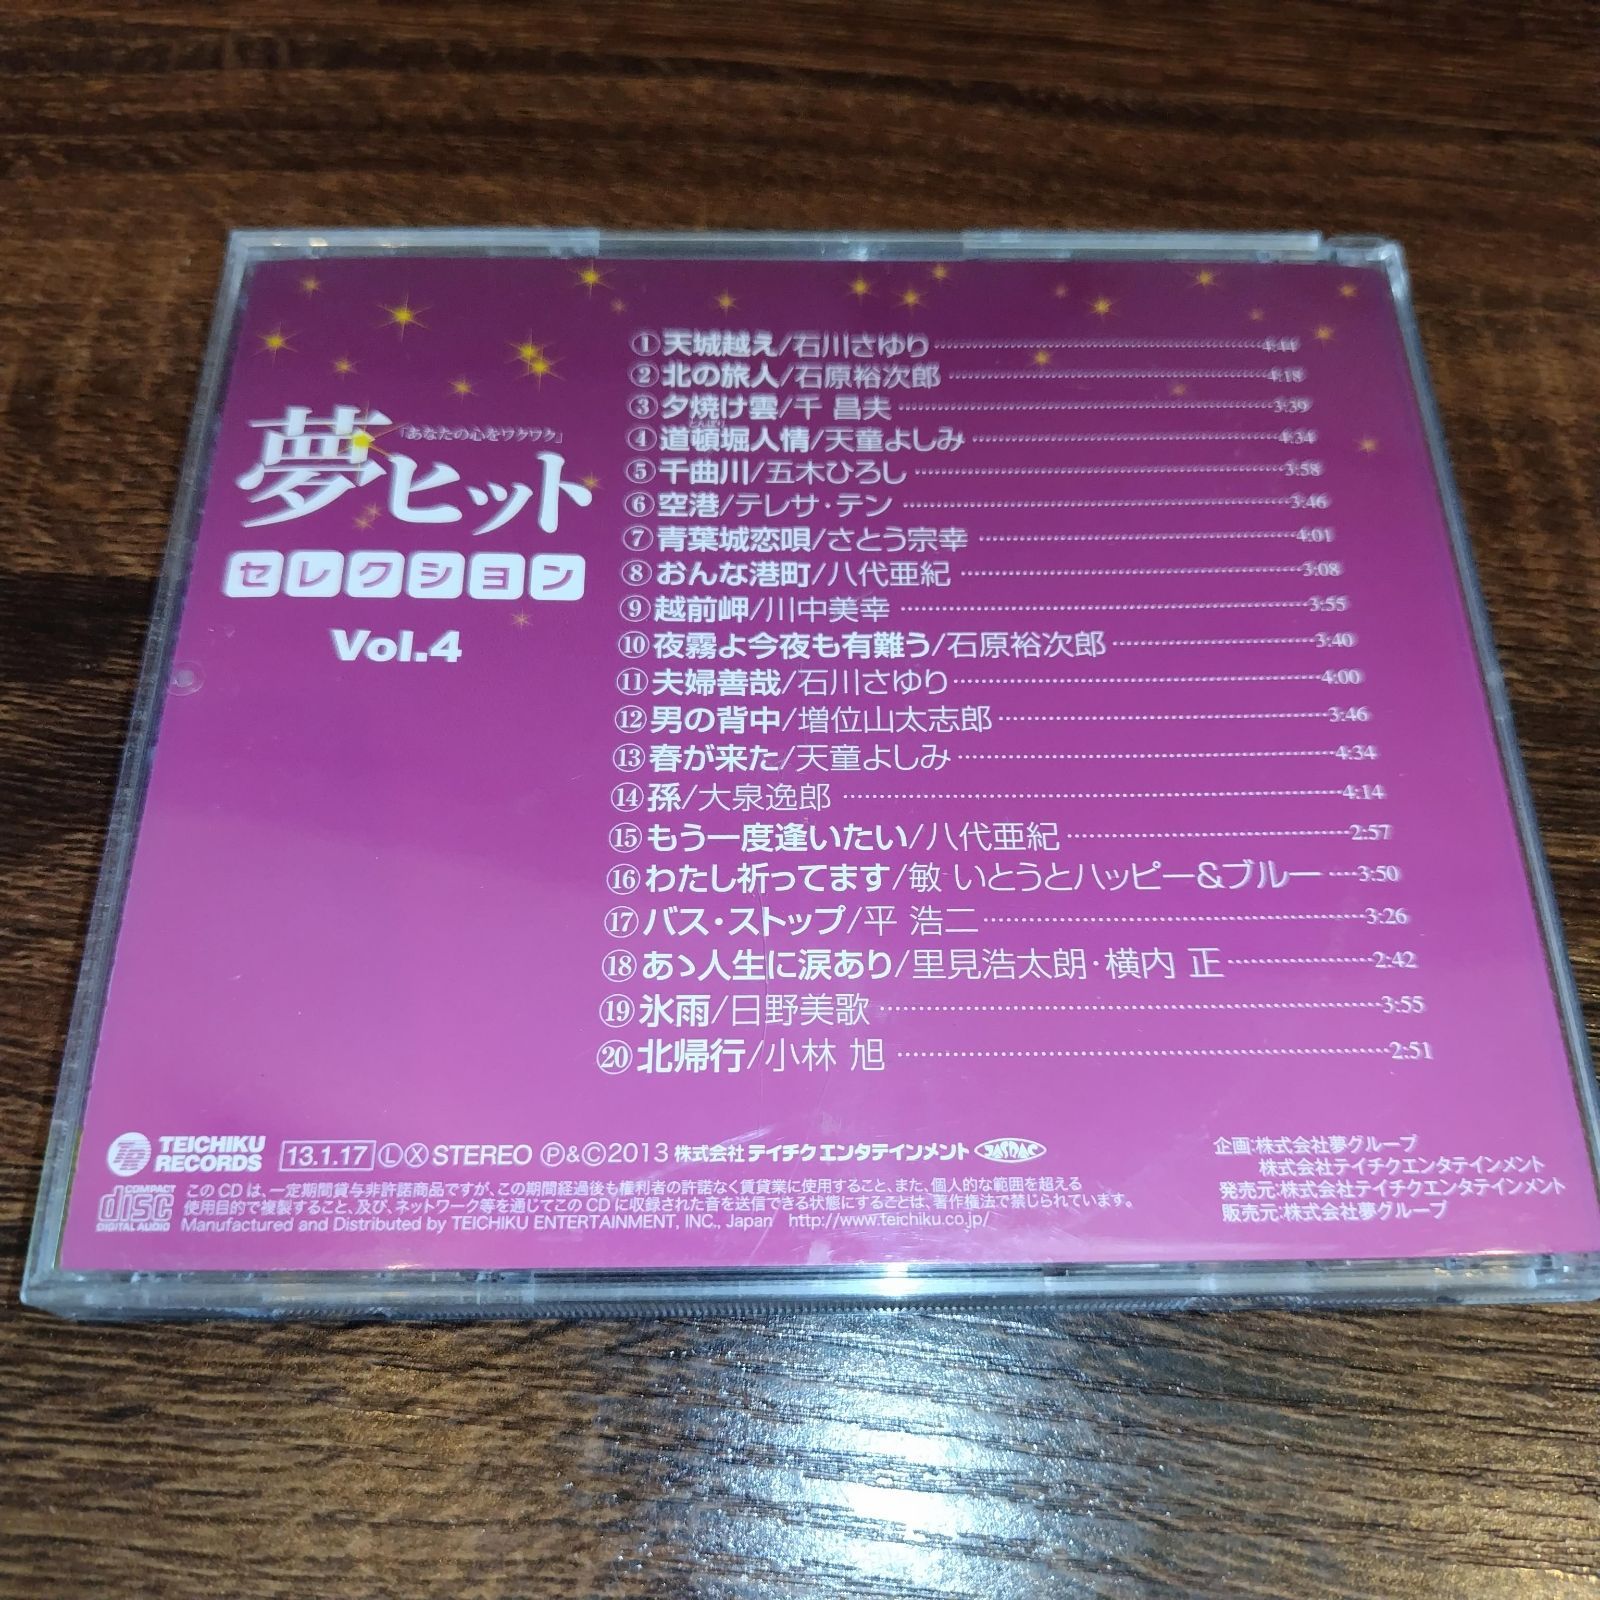 「あなたの心をワクワク」
夢ヒット
セレクション
Vol.4
①天城越え/石川さゆり 4:44
②北の旅人/石原裕次郎 4:18
③夕焼け雲/千 昌夫 3:39
どんぼり
④道頓堀人情/天童よしみ 4:34
⑤千曲川/五木ひろし 3:58
⑥空港/テレサ・テン 3:46
⑦青葉城恋唄/さとう宗幸 4:01
⑧おんな港町/八代亜紀 3:08
⑨越前岬/川中美幸 3:55
⑩夜霧よ今夜も有難う/石原裕次郎 3:40
⑪夫婦善哉/石川さゆり 4:00
⑫男の背中/増位山太志郎 3:46
⑬春が来た/天童よしみ 4:34
⑭孫/大泉逸郎 4:14
⑮もう一度逢いたい/八代亜紀 2:57
⑯わたし祈ってます/敏 いとうとハッピー&ブルー 3:50
⑰バス・ストップ/平 浩二 3:26
⑱あゝ人生に涙あり/里見浩太朗・横内 正 2:42
⑲氷雨/日野美歌 3:55
⑳北帰行/小林 旭 2:51
TEICHIKU RECORDS 13.1.17 ⓁⓍ STEREO Ⓟ&Ⓒ2013 株式会社テイチクエンタテインメント JASRAC
COMPACT disc DIGITAL AUDIO
このCDは、一定期間貸与非許諾商品ですが、この期間経過後も権利者の許諾なく賃貸業に使用すること、また、個人的な範囲を超える
使用目的で複製すること、及び、ネットワーク等を通じてこのCDに収録された音を送信できる状態にすることは、著作権法で禁じられています。
Manufactured and Distributed by TEICHIKU ENTERTAINMENT, INC., Japan http://www.teichiku.co.jp/
企画:株式会社夢グループ
株式会社テイチクエンタテインメント
発売元:株式会社テイチクエンタテインメント
販売元:株式会社夢グループ